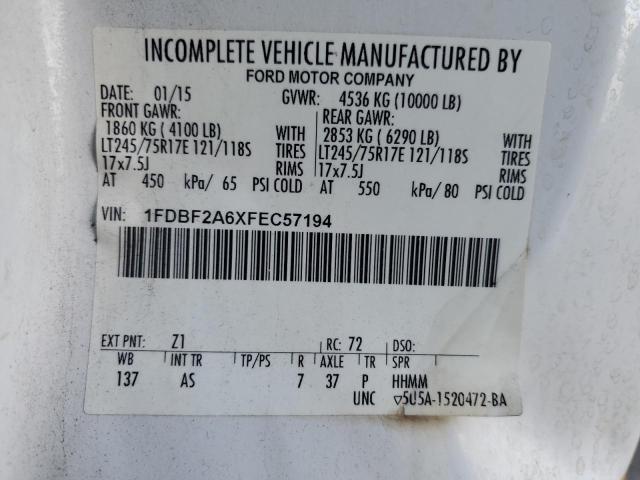 INCOMPLETE VEHICLE MANUFACTURED BY
FORD MOTOR COMPANY
DATE: 01/15 GVWR: 4536 KG (10000 LB)
FRONT GAWR: REAR GAWR:
1860 KG ( 4100 LB) WITH 2853 KG ( 6290 LB) WITH
LT245/75R17E 121/118S TIRES LT245/75R17E 121/118S TIRES
17x7.5J RIMS 17x7.5J RIMS
AT 450 kPa/ 65 PSI COLD AT 550 kPa/ 80 PSI COLD
VIN: 1FDBF2A6XFEC57194
EXT PNT: Z1 RC: 72 DSO:
WB INT TR TP/PS R AXLE TR SPR
137 AS 7 37 P HHMM
UNC ▽5U5A-1520472-BA